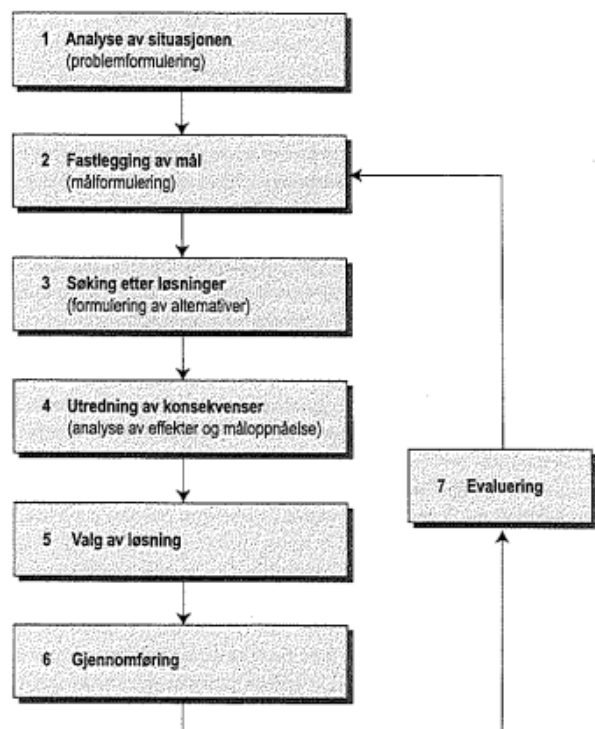 1 Analyse av situasjonen
(problemformulering)
2 Fastlegging av mål
(målformulering)
3 Søking etter løsninger
(formulering av alternativer)
4 Utredning av konsekvenser
(analyse av effekter og måloppnåelse)
5 Valg av løsning
6 Gjennomføring
7 Evaluering